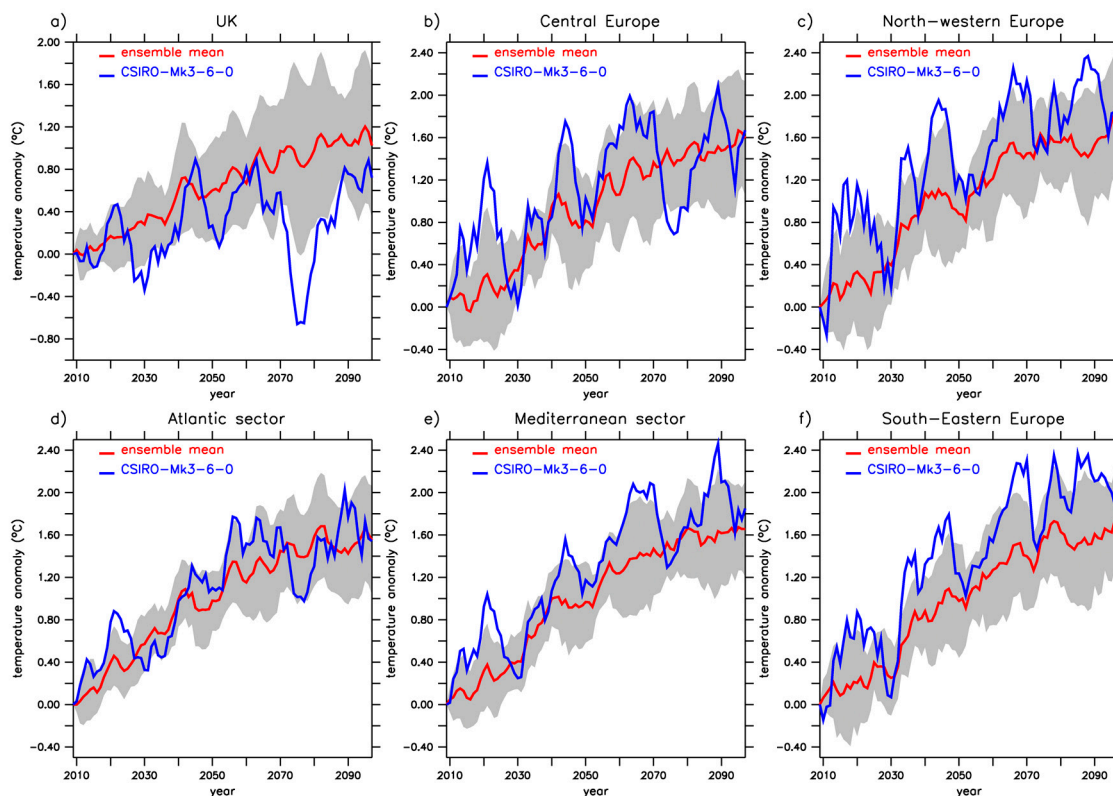 a) UK
temperature anomaly (°C)
2.00
1.60
1.20
0.80
0.40
0.00
−0.40
−0.80
ensemble mean
CSIRO−Mk3−6−0
2010 2030 2050 2070 2090
year
b) Central Europe
temperature anomaly (°C)
2.40
2.00
1.60
1.20
0.80
0.40
0.00
−0.40
ensemble mean
CSIRO−Mk3−6−0
2010 2030 2050 2070 2090
year
c) North−western Europe
temperature anomaly (°C)
2.40
2.00
1.60
1.20
0.80
0.40
0.00
−0.40
ensemble mean
CSIRO−Mk3−6−0
2010 2030 2050 2070 2090
year
d) Atlantic sector
temperature anomaly (°C)
2.40
2.00
1.60
1.20
0.80
0.40
0.00
−0.40
ensemble mean
CSIRO−Mk3−6−0
2010 2030 2050 2070 2090
year
e) Mediterranean sector
temperature anomaly (°C)
2.40
2.00
1.60
1.20
0.80
0.40
0.00
−0.40
ensemble mean
CSIRO−Mk3−6−0
2010 2030 2050 2070 2090
year
f) South−Eastern Europe
temperature anomaly (°C)
2.40
2.00
1.60
1.20
0.80
0.40
0.00
−0.40
ensemble mean
CSIRO−Mk3−6−0
2010 2030 2050 2070 2090
year